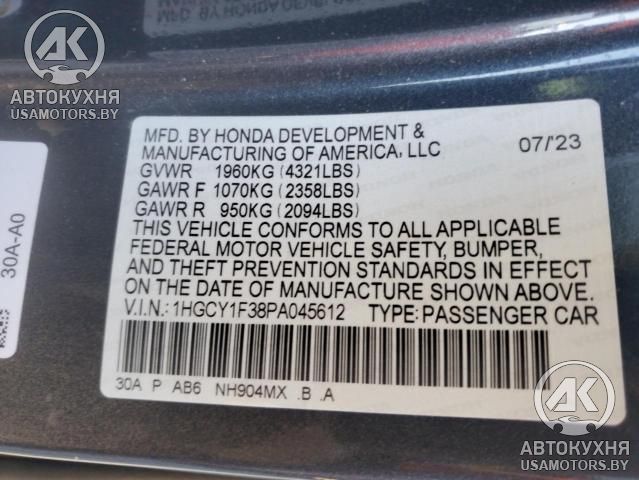 AK
АВТОКУХНЯ
USAMOTORS.BY
30A-A0
MFD. BY HONDA DEVELOPMENT &
MANUFACTURING OF AMERICA, LLC 07/23
GVWR 1960KG (4321LBS)
GAWR F 1070KG (2358LBS)
GAWR R 950KG (2094LBS)
THIS VEHICLE CONFORMS TO ALL APPLICABLE
FEDERAL MOTOR VEHICLE SAFETY, BUMPER,
AND THEFT PREVENTION STANDARDS IN EFFECT
ON THE DATE OF MANUFACTURE SHOWN ABOVE.
V.I.N.: 1HGCY1F38PA045612 TYPE: PASSENGER CAR
30A P AB6 NH904MX .B .A
AK
АВТОКУХНЯ
USAMOTORS.BY